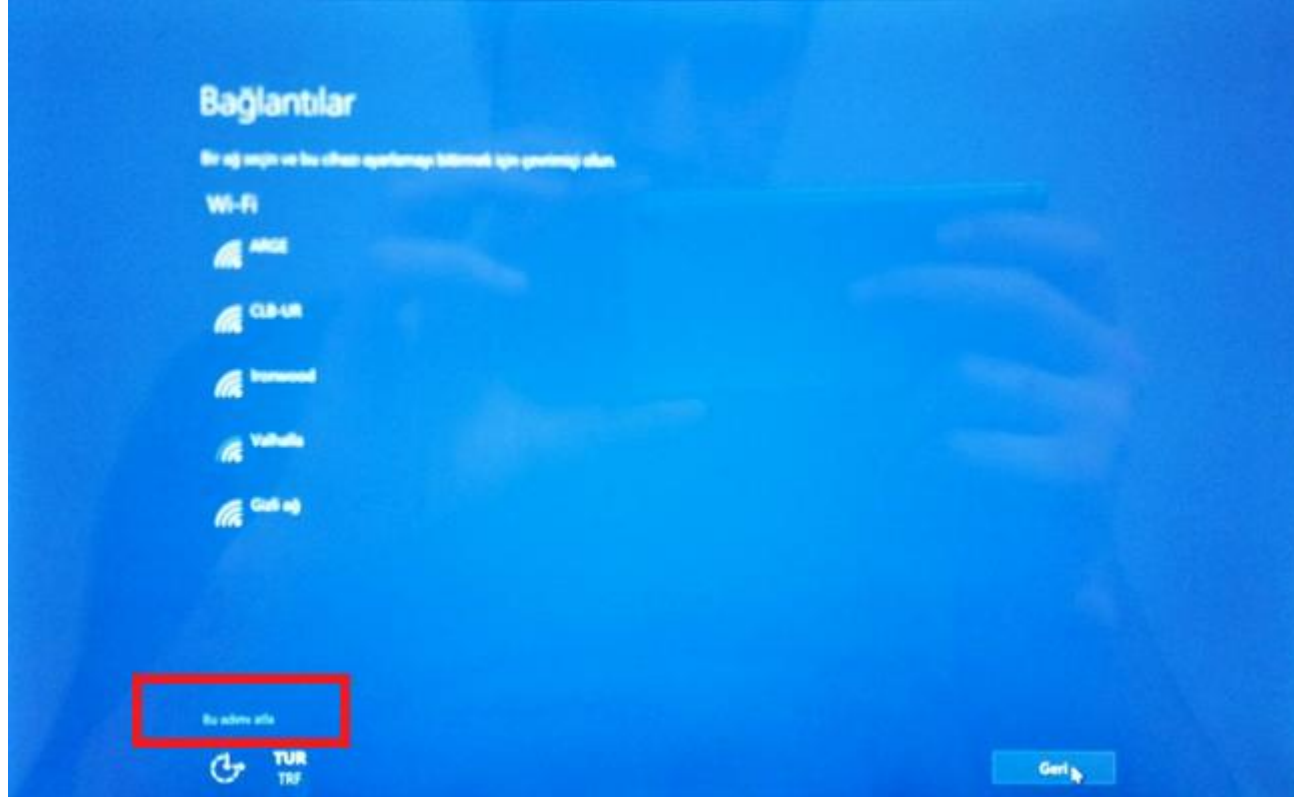 Bağlantılar
Bir ağ seçin ve bu cihazı ayarlamayı bitirmek için çevrimiçi olun.
Wi-Fi
ARGE
CLB-UR
Ironwood
Valhalla
Gizli ağ
Bu adımı atla
TUR
TRF
Geri